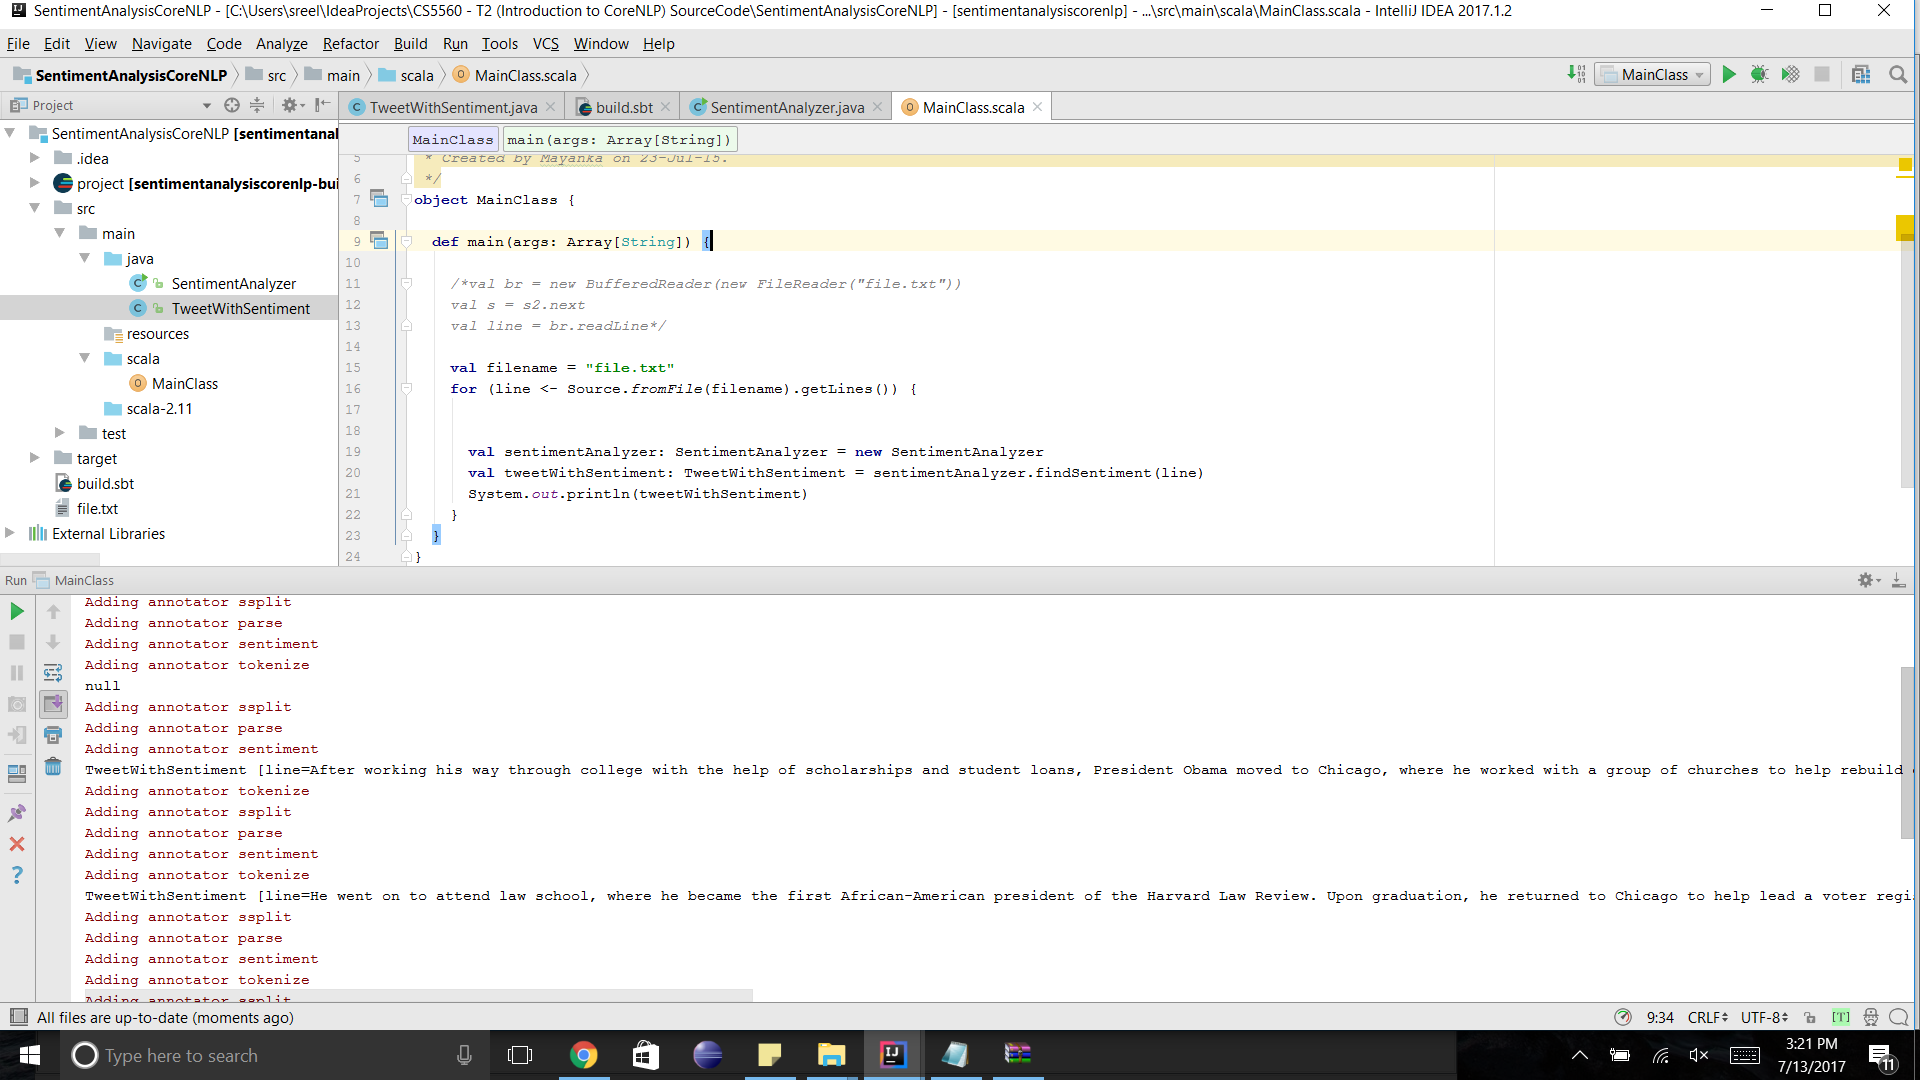 SentimentAnalysisCoreNLP - [C:\Users\sreel\IdeaProjects\CS5560 - T2 (Introduction to CoreNLP) SourceCode\SentimentAnalysisCoreNLP] - [sentimentanalysiscorenlp] - ...\src\main\scala\MainClass.scala - IntelliJ IDEA 2017.1.2
File Edit View Navigate Code Analyze Refactor Build Run Tools VCS Window Help
SentimentAnalysisCoreNLP src main scala MainClass.scala MainClass
Project TweetWithSentiment.java build.sbt SentimentAnalyzer.java MainClass.scala
MainClass main(args: Array[String])
SentimentAnalysisCoreNLP [sentimentanal
.idea
project [sentimentanalysiscorenlp-bui
src
main
java
SentimentAnalyzer
TweetWithSentiment
resources
scala
MainClass
scala-2.11
test
target
build.sbt
file.txt
External Libraries
5 * Created by Mayanka on 23-Jul-15.
6 */
7 object MainClass {
8
9 def main(args: Array[String]) {
10
11 /*val br = new BufferedReader(new FileReader("file.txt"))
12 val s = s2.next
13 val line = br.readLine*/
14
15 val filename = "file.txt"
16 for (line <- Source.fromFile(filename).getLines()) {
17
18
19 val sentimentAnalyzer: SentimentAnalyzer = new SentimentAnalyzer
20 val tweetWithSentiment: TweetWithSentiment = sentimentAnalyzer.findSentiment(line)
21 System.out.println(tweetWithSentiment)
22 }
23 }
24 }
Run MainClass
Adding annotator ssplit
Adding annotator parse
Adding annotator sentiment
Adding annotator tokenize
null
Adding annotator ssplit
Adding annotator parse
Adding annotator sentiment
TweetWithSentiment [line=After working his way through college with the help of scholarships and student loans, President Obama moved to Chicago, where he worked with a group of churches to help rebuild
Adding annotator tokenize
Adding annotator ssplit
Adding annotator parse
Adding annotator sentiment
Adding annotator tokenize
TweetWithSentiment [line=He went on to attend law school, where he became the first African-American president of the Harvard Law Review. Upon graduation, he returned to Chicago to help lead a voter regi
Adding annotator ssplit
Adding annotator parse
Adding annotator sentiment
Adding annotator tokenize
Adding annotator ssplit
All files are up-to-date (moments ago) 9:34 CRLF UTF-8 [T]
Type here to search
3:21 PM
7/13/2017
11